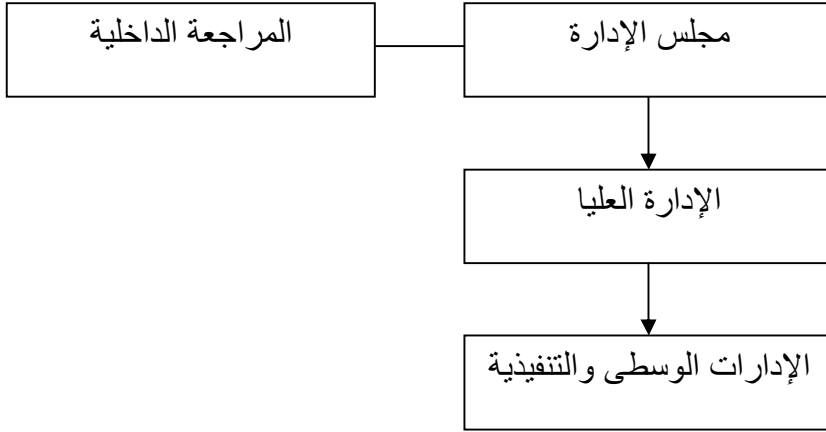 مجلس الإدارة
المراجعة الداخلية
الإدارة العليا
الإدارات الوسطى والتنفيذية